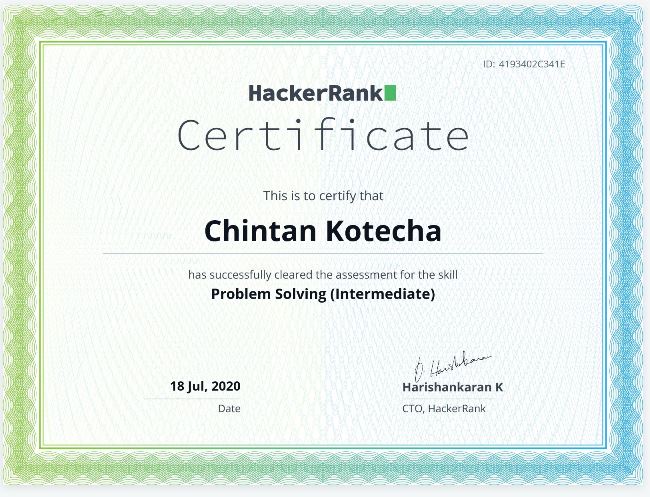 ID: 4193402C341E
HackerRank
Certificate
This is to certify that
Chintan Kotecha
has successfully cleared the assessment for the skill
Problem Solving (Intermediate)
18 Jul, 2020
Date
Harishankaran K
CTO, HackerRank